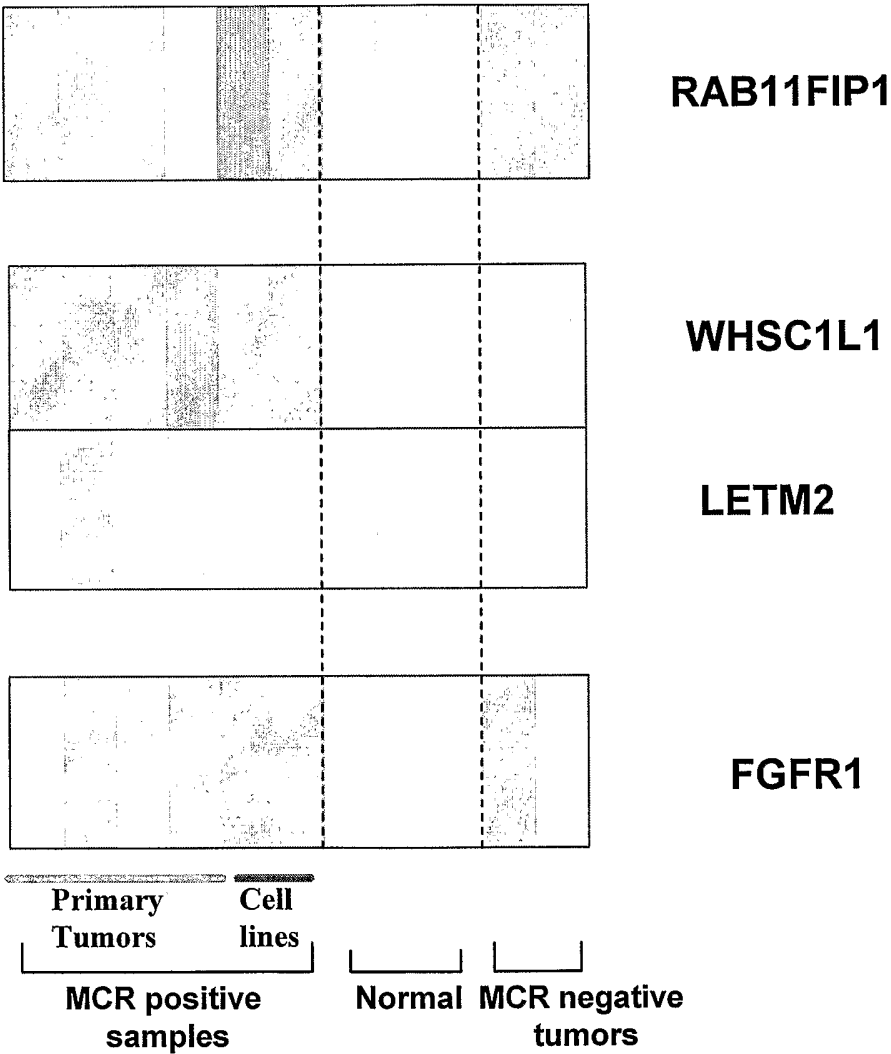 RAB11FIP1
WHSC1L1
LETM2
FGFR1
Primary Tumors
Cell lines
MCR positive samples
Normal
MCR negative tumors